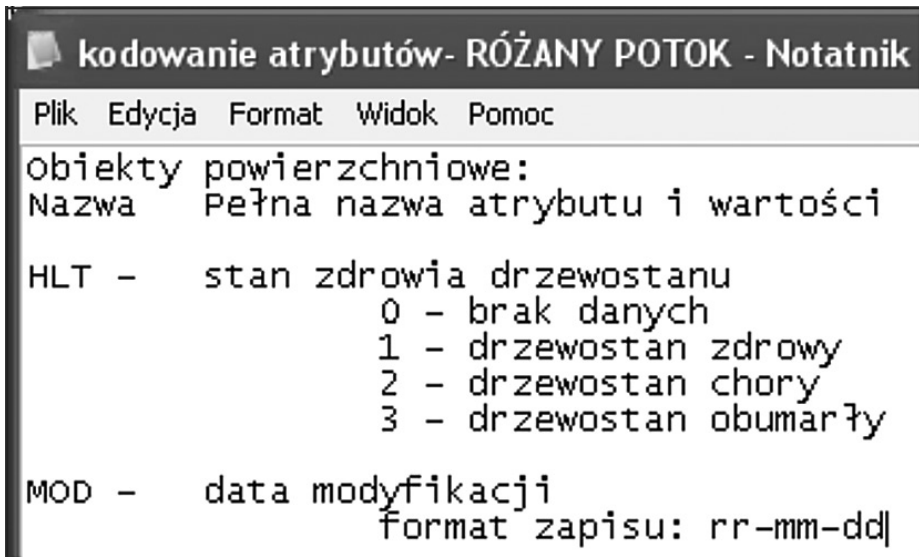 kodowanie atrybutów- RÓŻANY POTOK - Notatnik
Plik Edycja Format Widok Pomoc
Obiekty powierzchniowe:
Nazwa Pełna nazwa atrybutu i wartości
HLT – stan zdrowia drzewostanu
0 – brak danych
1 – drzewostan zdrowy
2 – drzewostan chory
3 – drzewostan obumarły
MOD – data modyfikacji
format zapisu: rr-mm-dd